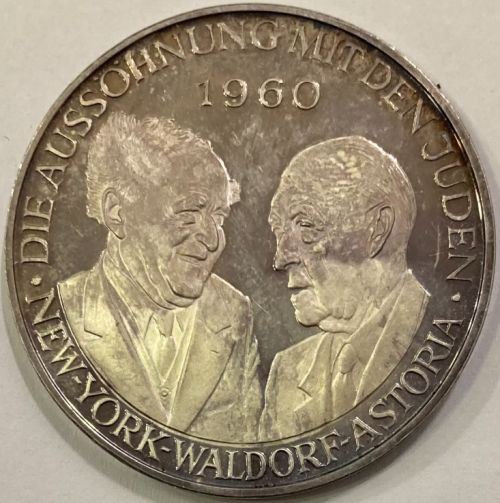 DIE AUSSÖHNUNG MIT DEN JUDEN
1960
NEW-YORK-WALDORF-ASTORIA